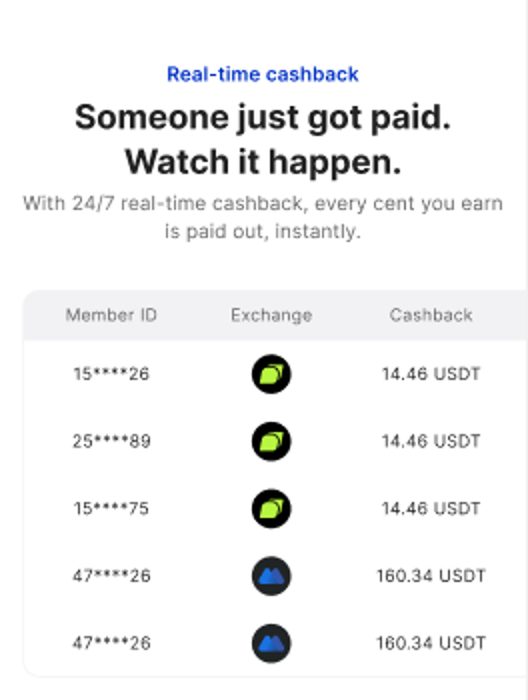 Real-time cashback
Someone just got paid.
Watch it happen.
With 24/7 real-time cashback, every cent you earn
is paid out, instantly.
Member ID Exchange Cashback
15****26 14.46 USDT
25****89 14.46 USDT
15****75 14.46 USDT
47****26 160.34 USDT
47****26 160.34 USDT